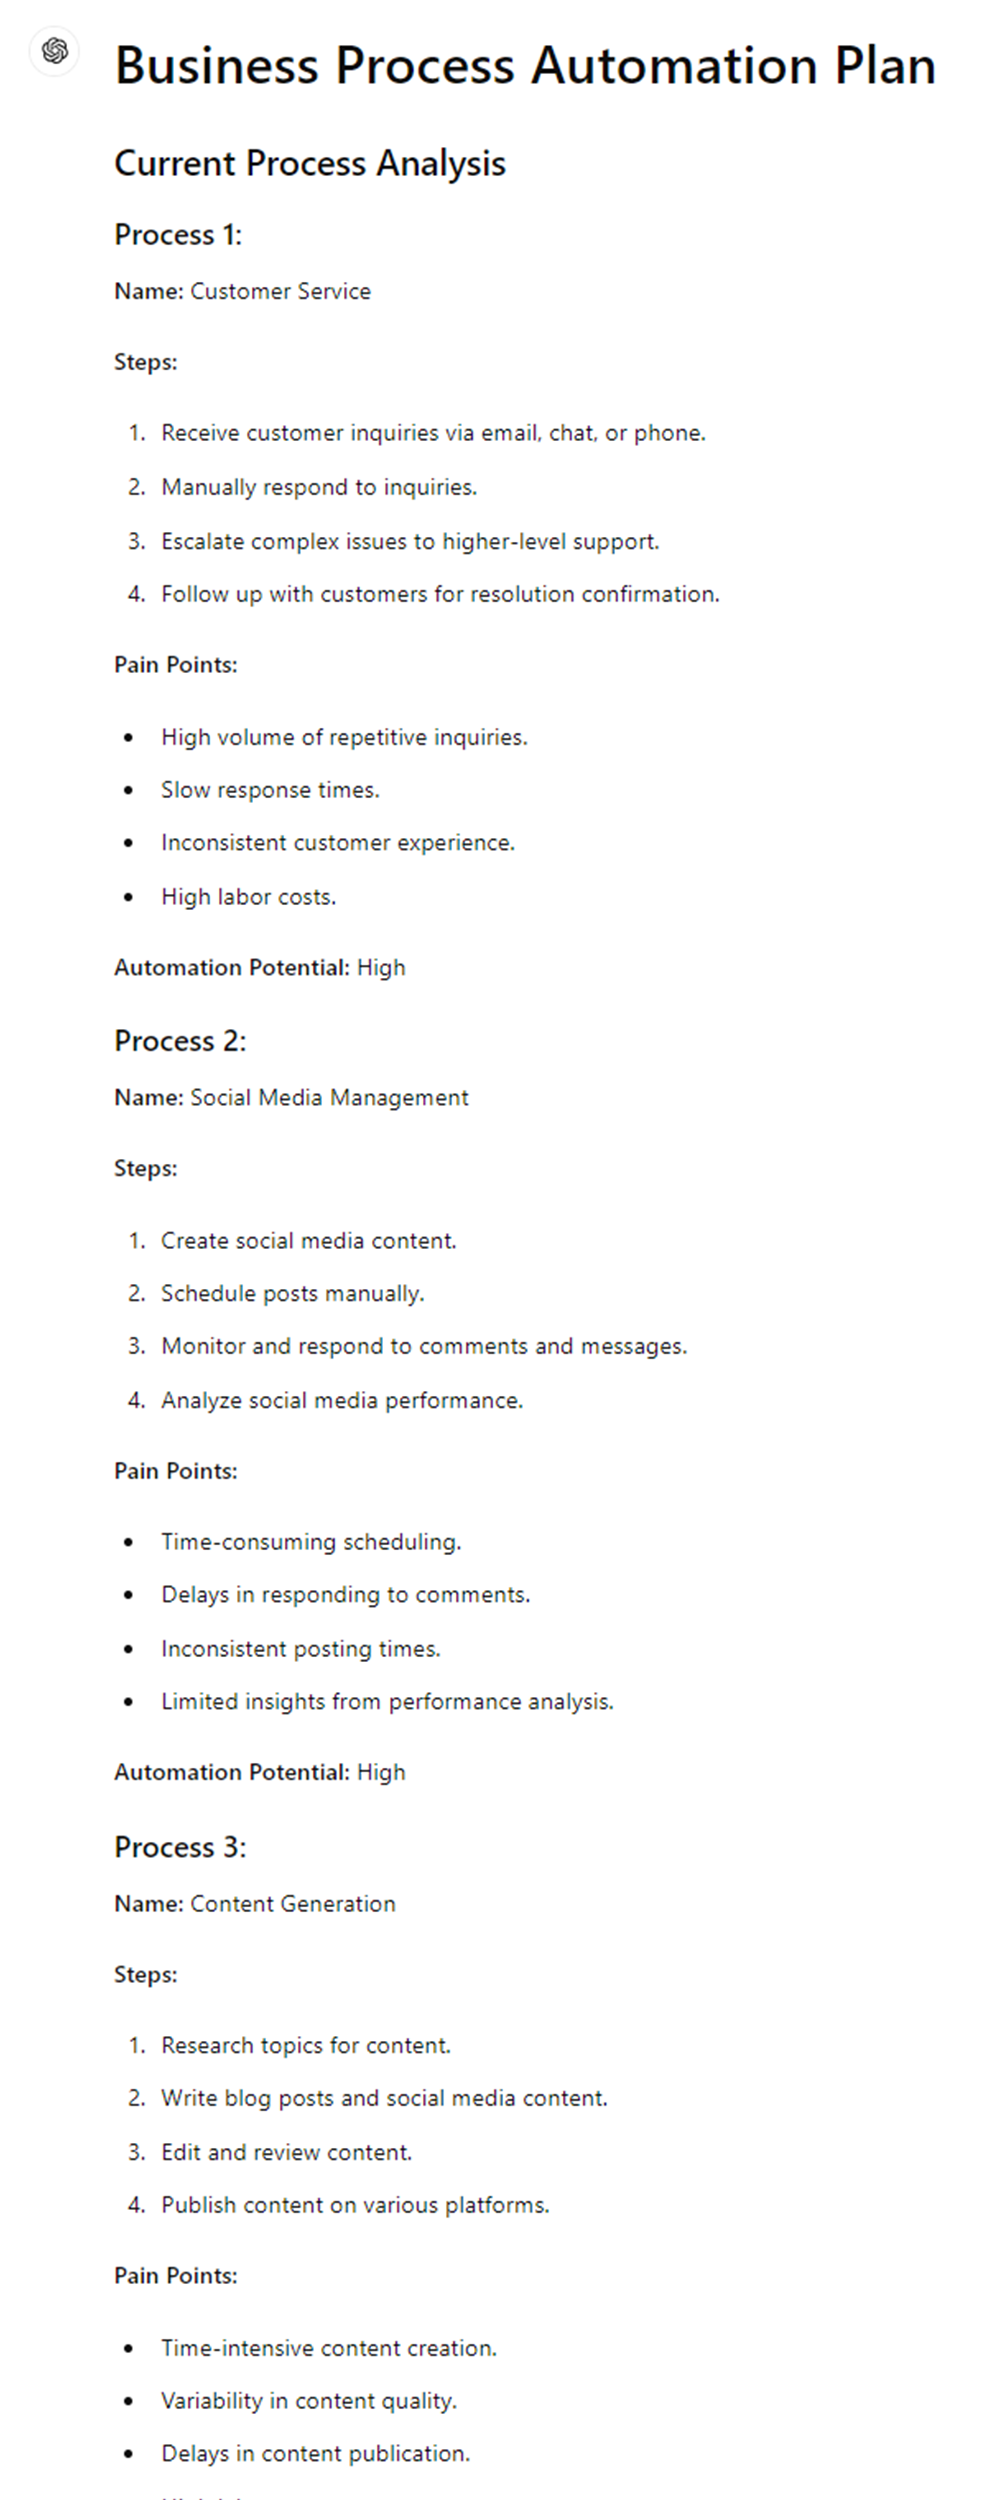 Business Process Automation Plan
Current Process Analysis
Process 1:
Name: Customer Service
Steps:
1. Receive customer inquiries via email, chat, or phone.
2. Manually respond to inquiries.
3. Escalate complex issues to higher-level support.
4. Follow up with customers for resolution confirmation.
Pain Points:
• High volume of repetitive inquiries.
• Slow response times.
• Inconsistent customer experience.
• High labor costs.
Automation Potential: High
Process 2:
Name: Social Media Management
Steps:
1. Create social media content.
2. Schedule posts manually.
3. Monitor and respond to comments and messages.
4. Analyze social media performance.
Pain Points:
• Time-consuming scheduling.
• Delays in responding to comments.
• Inconsistent posting times.
• Limited insights from performance analysis.
Automation Potential: High
Process 3:
Name: Content Generation
Steps:
1. Research topics for content.
2. Write blog posts and social media content.
3. Edit and review content.
4. Publish content on various platforms.
Pain Points:
• Time-intensive content creation.
• Variability in content quality.
• Delays in content publication.